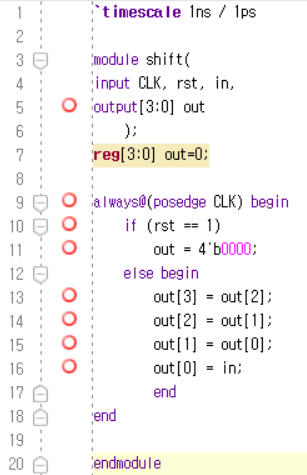 1 `timescale 1ns / 1ps
2
3 module shift(
4 input CLK, rst, in,
5 output[3:0] out
6 );
7 reg[3:0] out=0;
8
9 always@(posedge CLK) begin
10 if (rst == 1)
11 out = 4'b0000;
12 else begin
13 out[3] = out[2];
14 out[2] = out[1];
15 out[1] = out[0];
16 out[0] = in;
17 end
18 end
19
20 endmodule